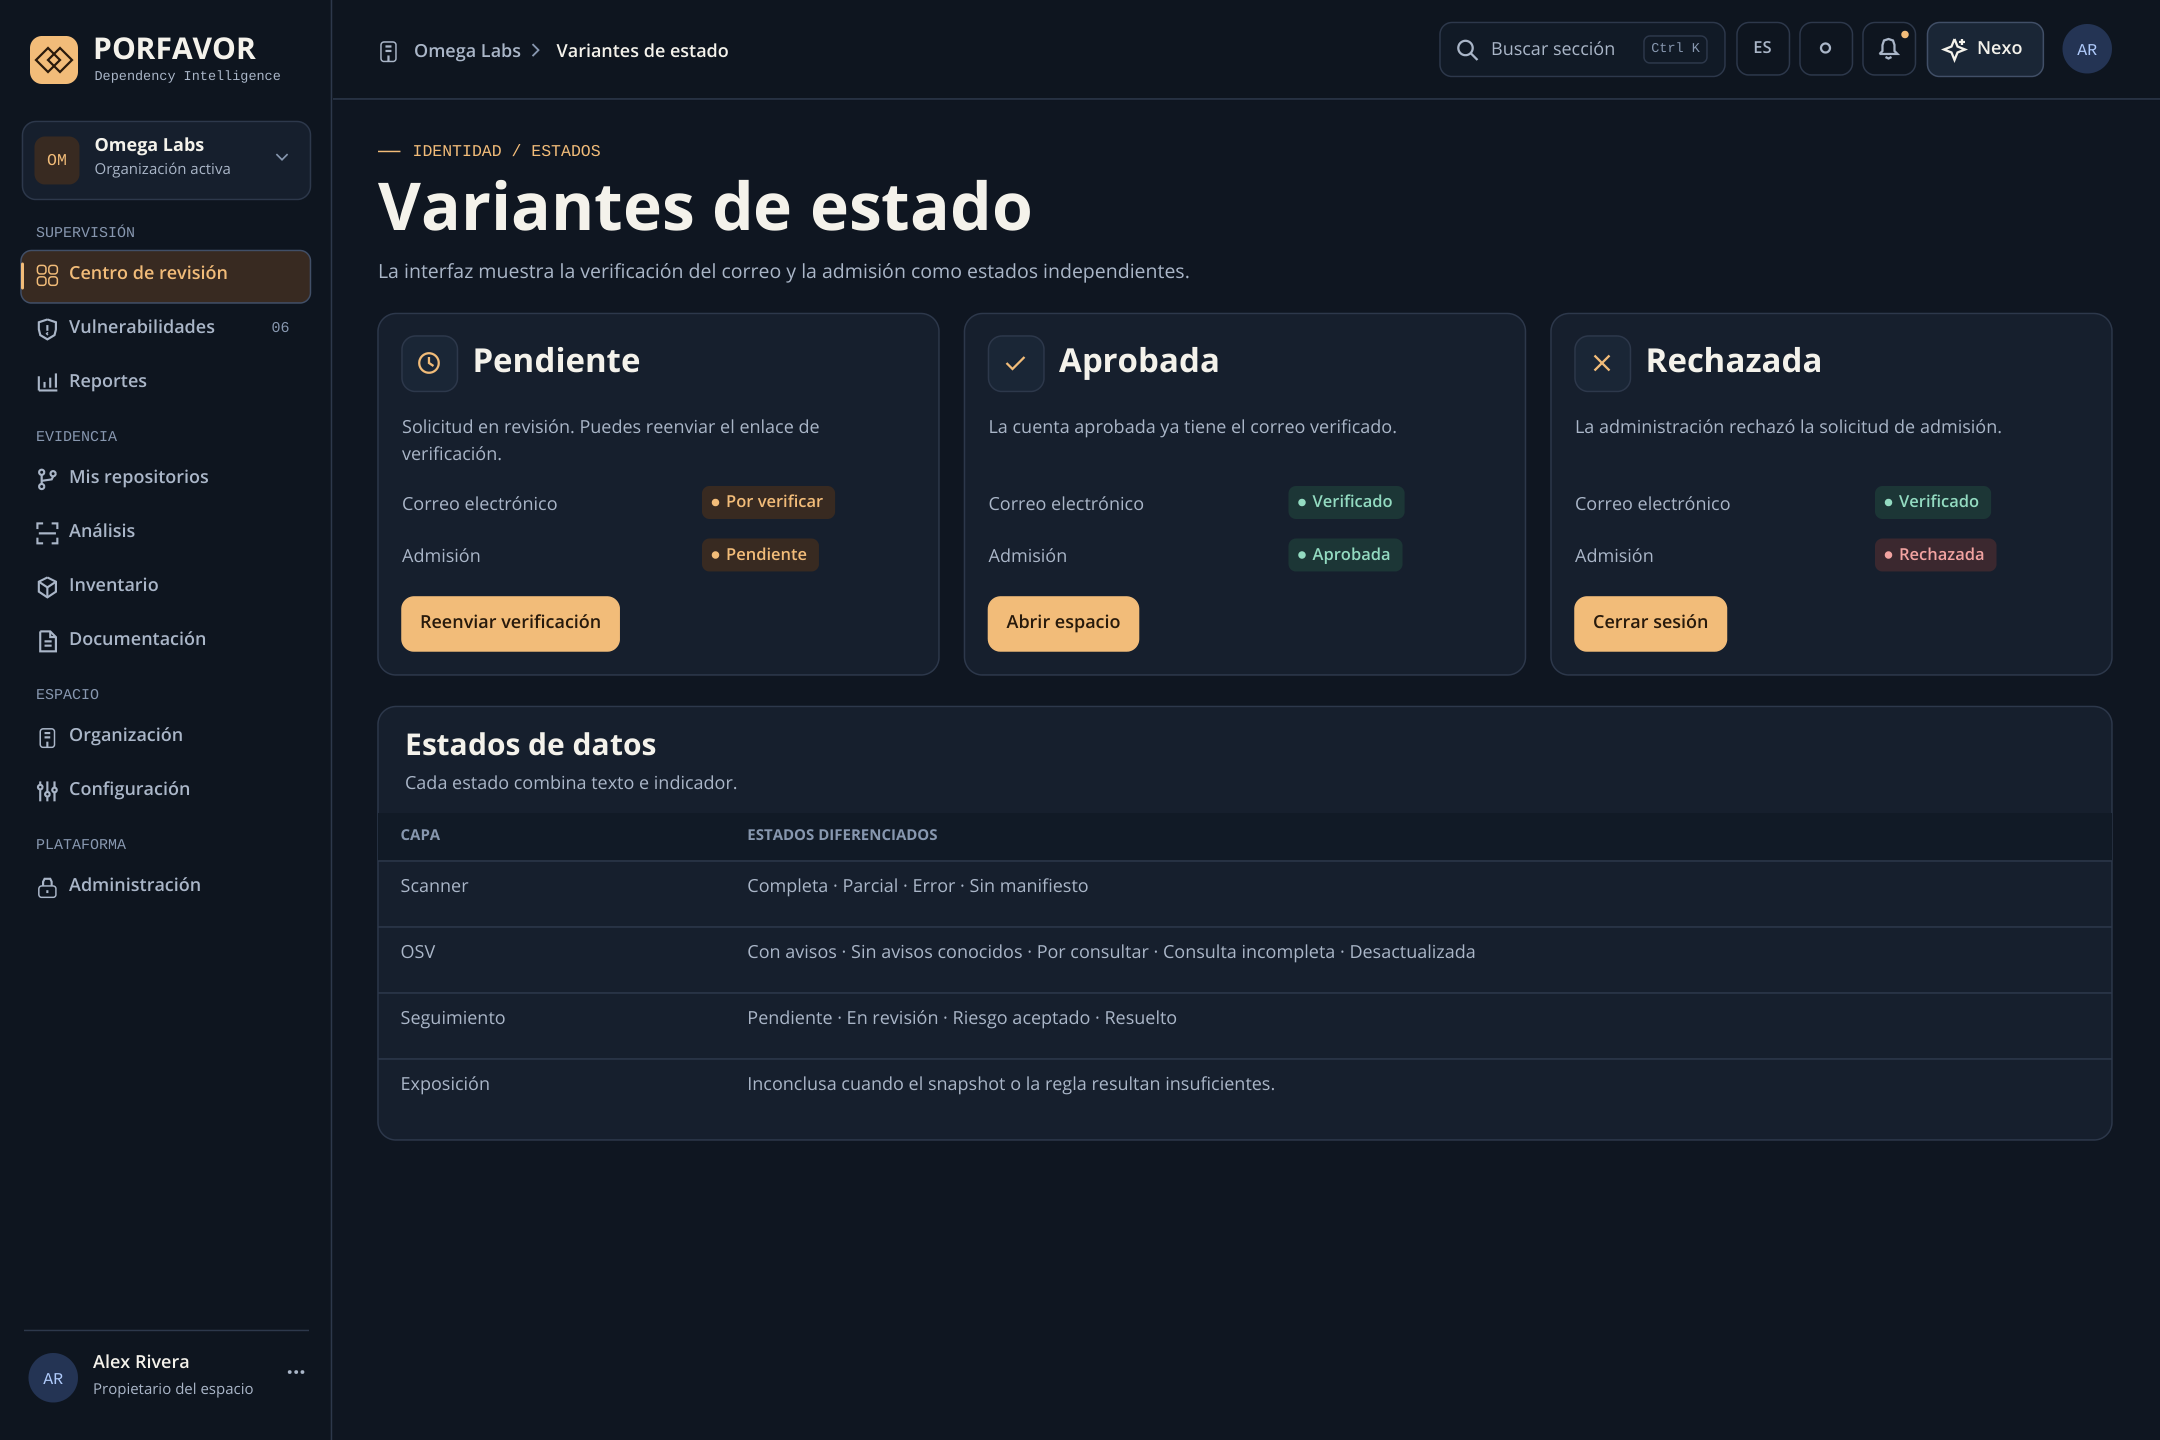 PORFAVOR
Dependency Intelligence
OM
Omega Labs
Organización activa
SUPERVISIÓN
Centro de revisión
Vulnerabilidades 06
Reportes
EVIDENCIA
Mis repositorios
Análisis
Inventario
Documentación
ESPACIO
Organización
Configuración
PLATAFORMA
Administración
AR
Alex Rivera
Propietario del espacio
Omega Labs > Variantes de estado
Buscar sección Ctrl K
ES
Nexo
AR
IDENTIDAD / ESTADOS
Variantes de estado
La interfaz muestra la verificación del correo y la admisión como estados independientes.
Pendiente
Solicitud en revisión. Puedes reenviar el enlace de
verificación.
Correo electrónico Por verificar
Admisión Pendiente
Reenviar verificación
Aprobada
La cuenta aprobada ya tiene el correo verificado.
Correo electrónico Verificado
Admisión Aprobada
Abrir espacio
Rechazada
La administración rechazó la solicitud de admisión.
Correo electrónico Verificado
Admisión Rechazada
Cerrar sesión
Estados de datos
Cada estado combina texto e indicador.
CAPA ESTADOS DIFERENCIADOS
Scanner Completa · Parcial · Error · Sin manifiesto
OSV Con avisos · Sin avisos conocidos · Por consultar · Consulta incompleta · Desactualizada
Seguimiento Pendiente · En revisión · Riesgo aceptado · Resuelto
Exposición Inconclusa cuando el snapshot o la regla resultan insuficientes.